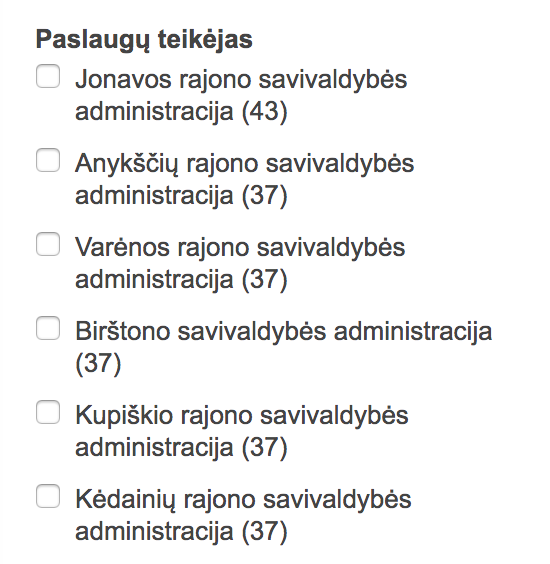 Paslaugų teikėjas
Jonavos rajono savivaldybės
administracija (43)
Anykščių rajono savivaldybės
administracija (37)
Varėnos rajono savivaldybės
administracija (37)
Birštono savivaldybės administracija
(37)
Kupiškio rajono savivaldybės
administracija (37)
Kėdainių rajono savivaldybės
administracija (37)